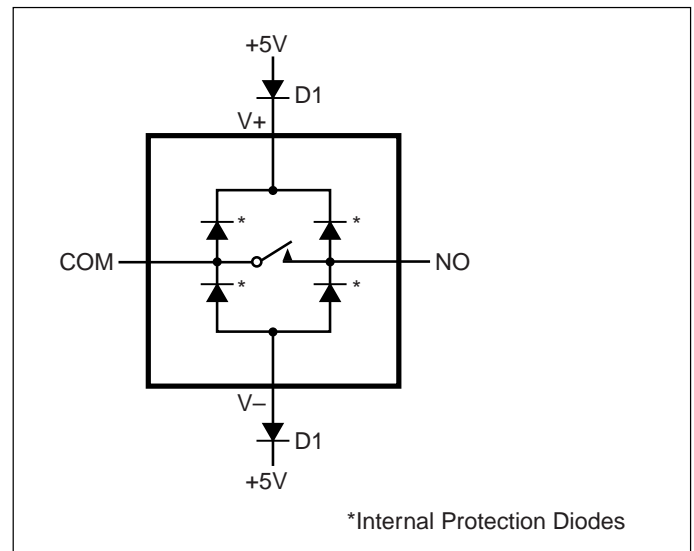 +5V
D1
V+
*
*
COM
NO
*
*
V–
D1
+5V
*Internal Protection Diodes